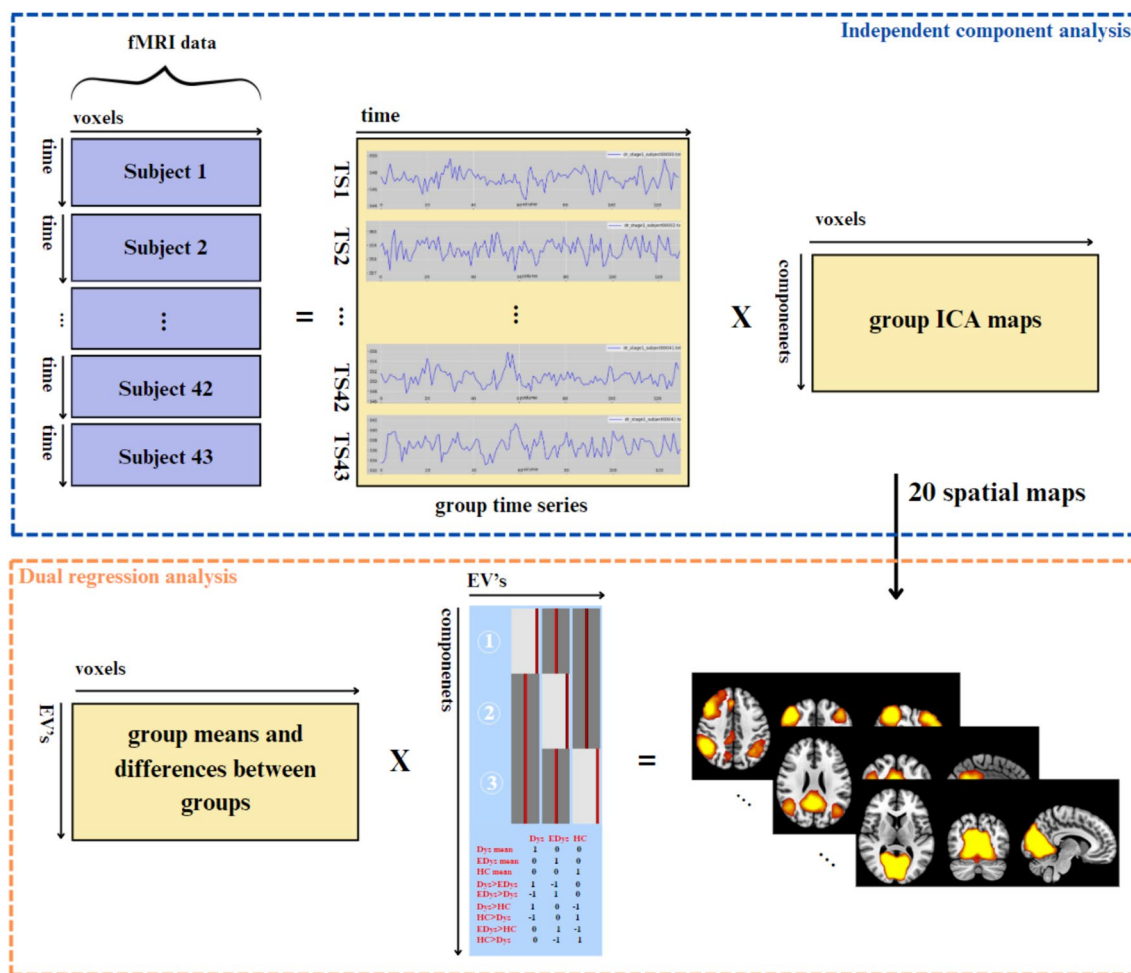 Independent component analysis
fMRI data
voxels
time
time
time
time
time
Subject 1
Subject 2
...
...
Subject 42
Subject 43
=
TS1
TS2
...
...
TS42
TS43
group time series
X
voxels
componenets
group ICA maps
20 spatial maps
Dual regression analysis
voxels
EV's
group means and
differences between
groups
X
EV's
componenets
1
2
3
Dys EDys HC
Dys mean 1 0 0
EDys mean 0 1 0
HC mean 0 0 1
Dys>EDys 1 -1 0
EDys>Dys -1 1 0
Dys>HC 1 0 -1
HC>Dys -1 0 1
EDys>HC 0 1 -1
HC>Dys 0 -1 1
=
...
...